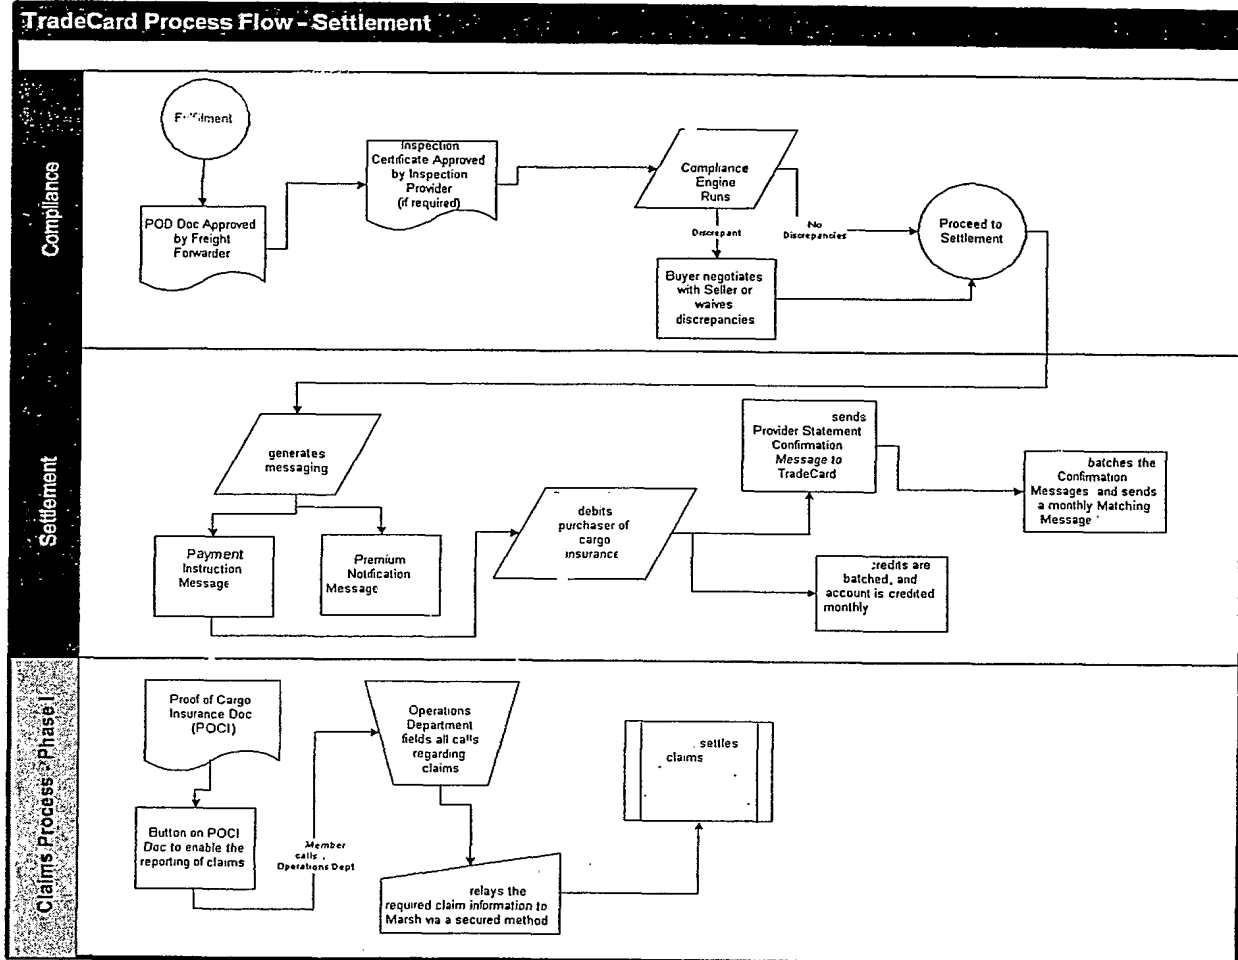 TradeCard Process Flow - Settlement
Compliance
Fulfilment
POD Doc Approved
by Freight
Forwarder
Inspection
Certificate Approved
by Inspection
Provider
(if required)
Compliance
Engine
Runs
Discrepant
No
Discrepancies
Buyer negotiates
with Seller or
waives
discrepancies
Proceed to
Settlement
Settlement
generates
messaging
Payment
Instruction
Message
Premium
Notification
Message
debits
purchaser of
cargo
insurance
sends
Provider Statement
Confirmation
Message to
TradeCard
batches the
Confirmation
Messages and sends
a monthly Matching
Message
credits are
batched, and
account is credited
monthly
Claims Process - Phase I
Proof of Cargo
Insurance Doc
(POCI)
Button on POCI
Doc to enable the
reporting of claims
Member
calls
Operations Dept
Operations
Department
fields all calls
regarding
claims
relays the
required claim information to
Marsh via a secured method
settles
claims